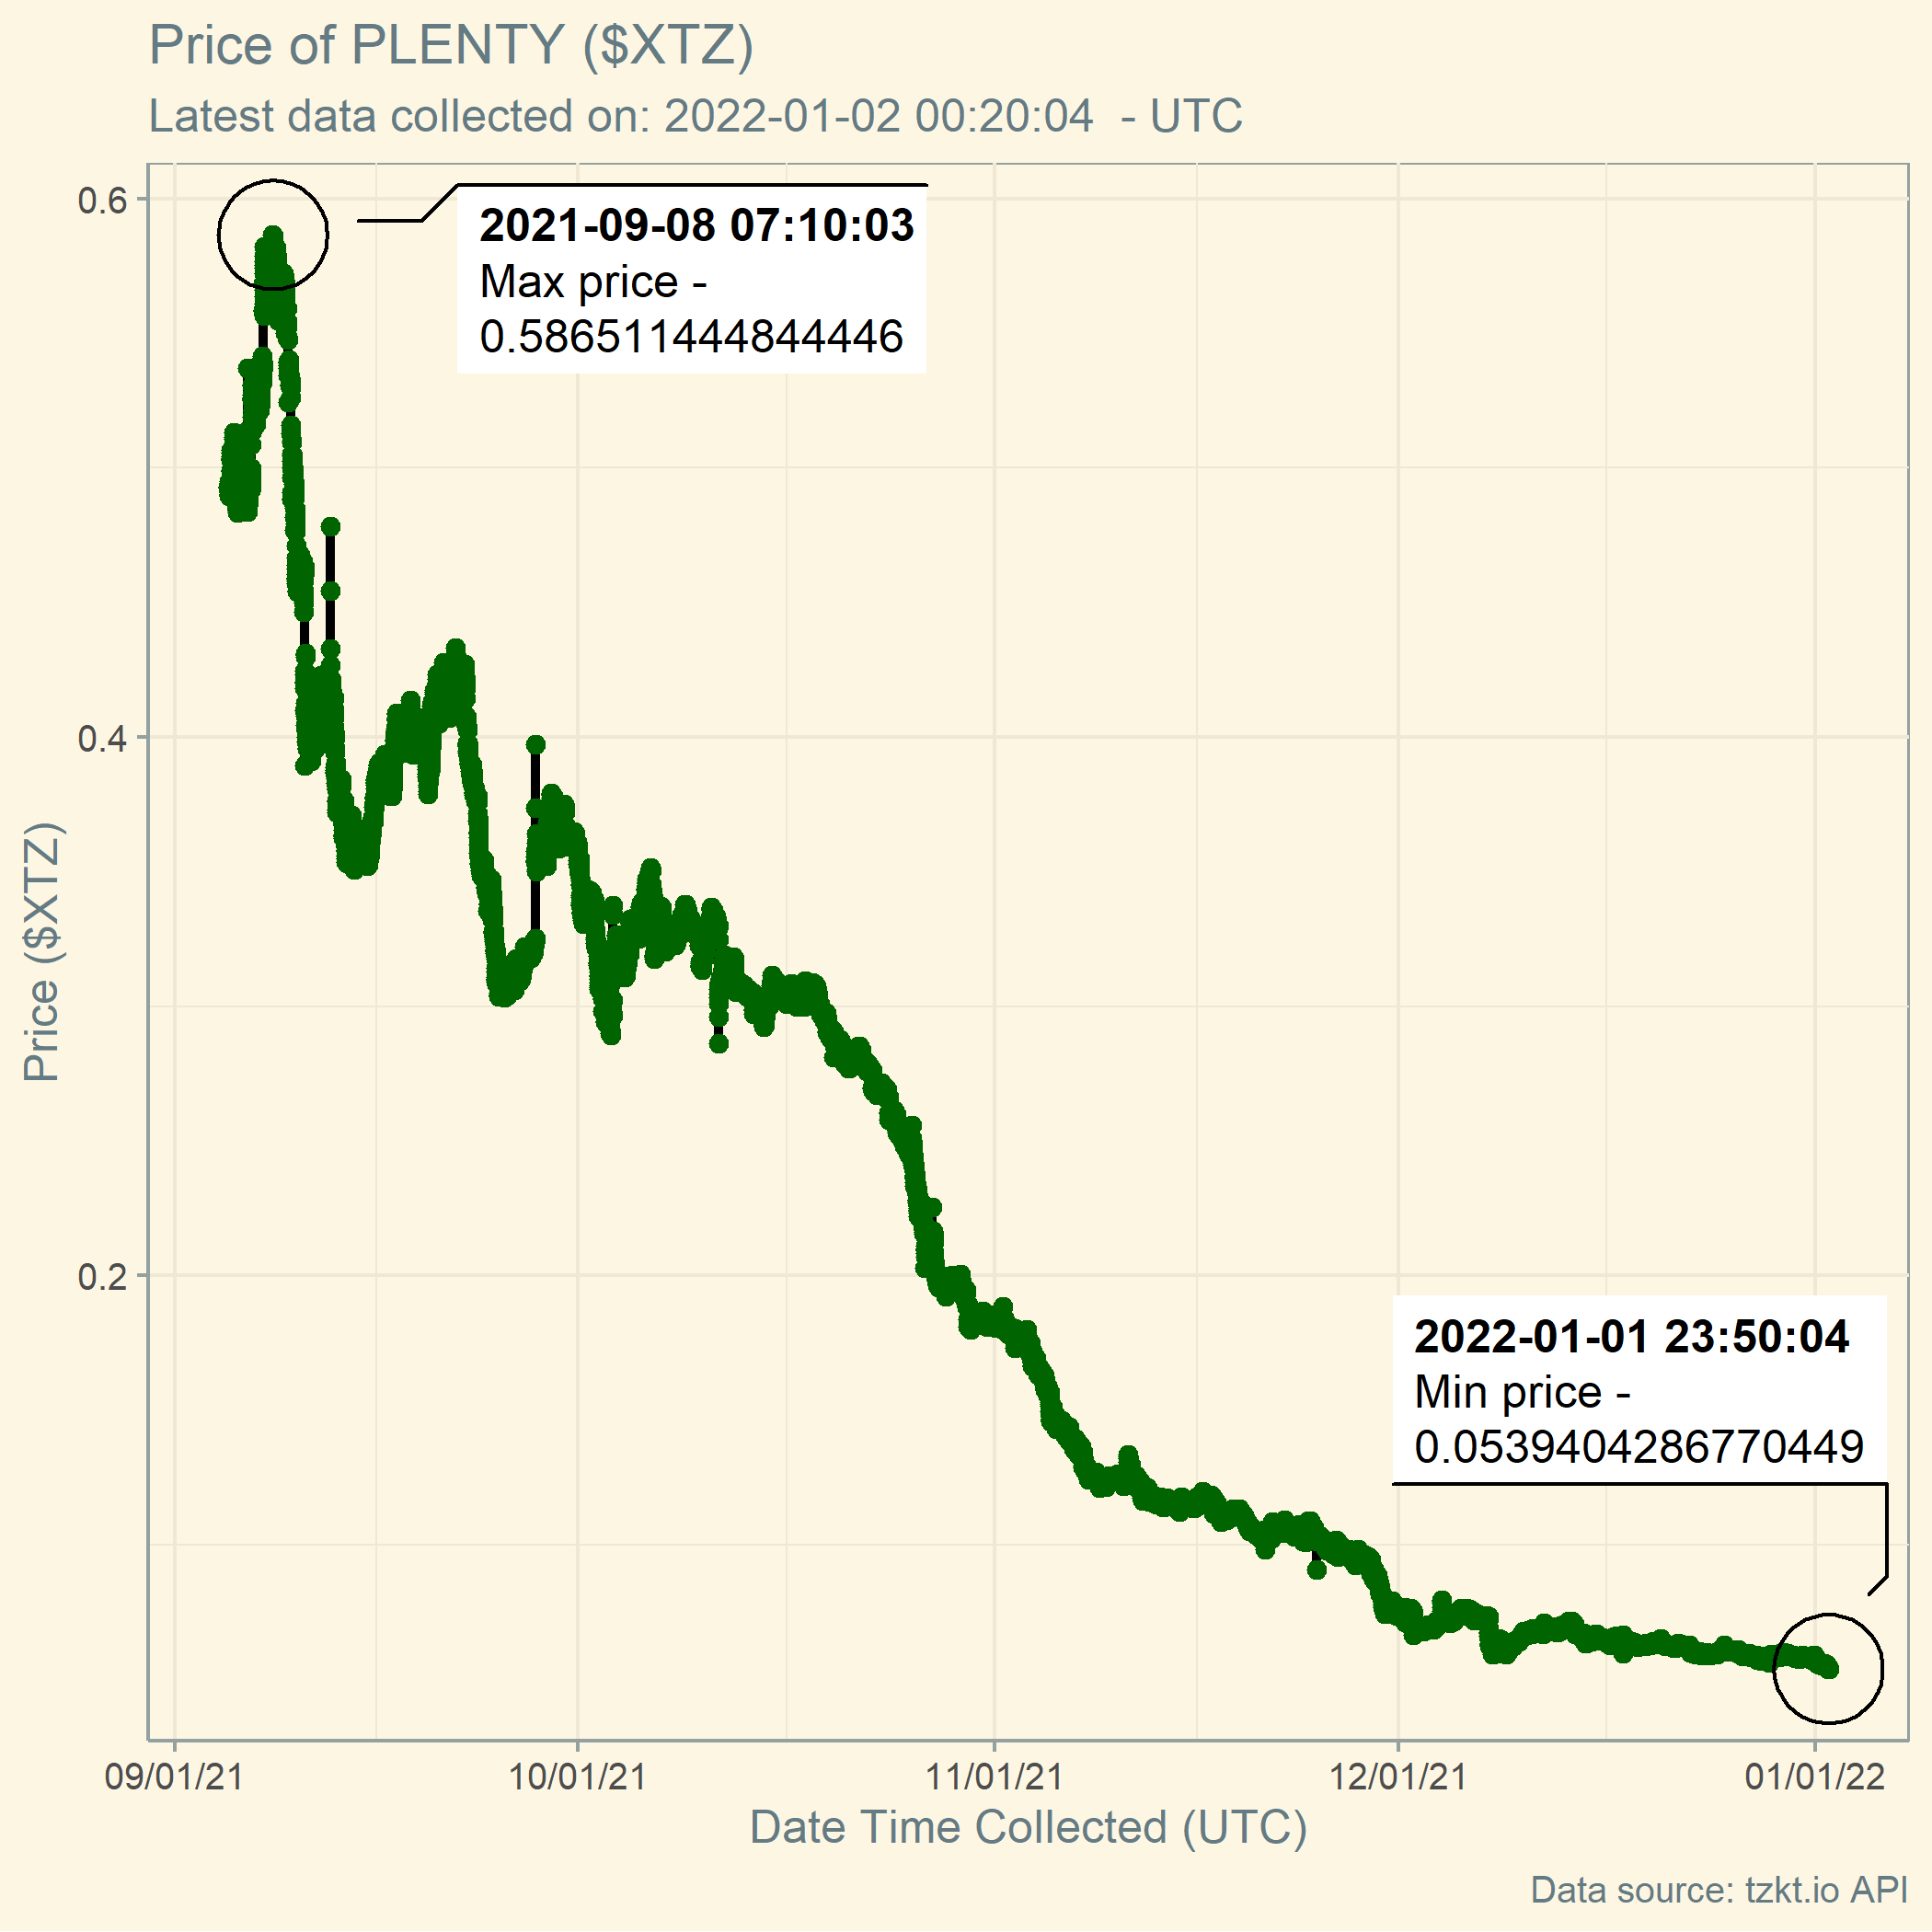 Price of PLENTY ($XTZ)
Latest data collected on: 2022-01-02 00:20:04  - UTC
2021-09-08 07:10:03
Max price -
0.586511444844446
2022-01-01 23:50:04
Min price -
0.0539404286770449
0.6
0.4
0.2
Price ($XTZ)
09/01/21
10/01/21
11/01/21
12/01/21
01/01/22
Date Time Collected (UTC)
Data source: tzkt.io API